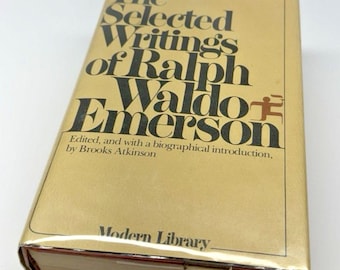 The Selected
Writings
of Ralph
Waldo
Emerson
Edited, and with a biographical introduction,
by Brooks Atkinson
Modern Library